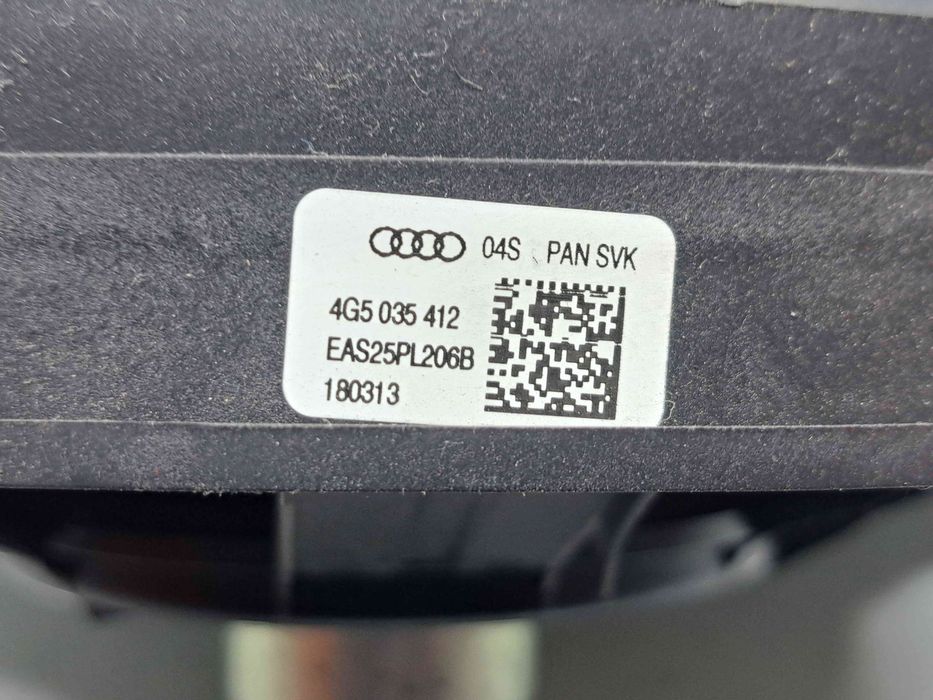 04S PAN SVK
4G5 035 412
EAS25PL206B
180313